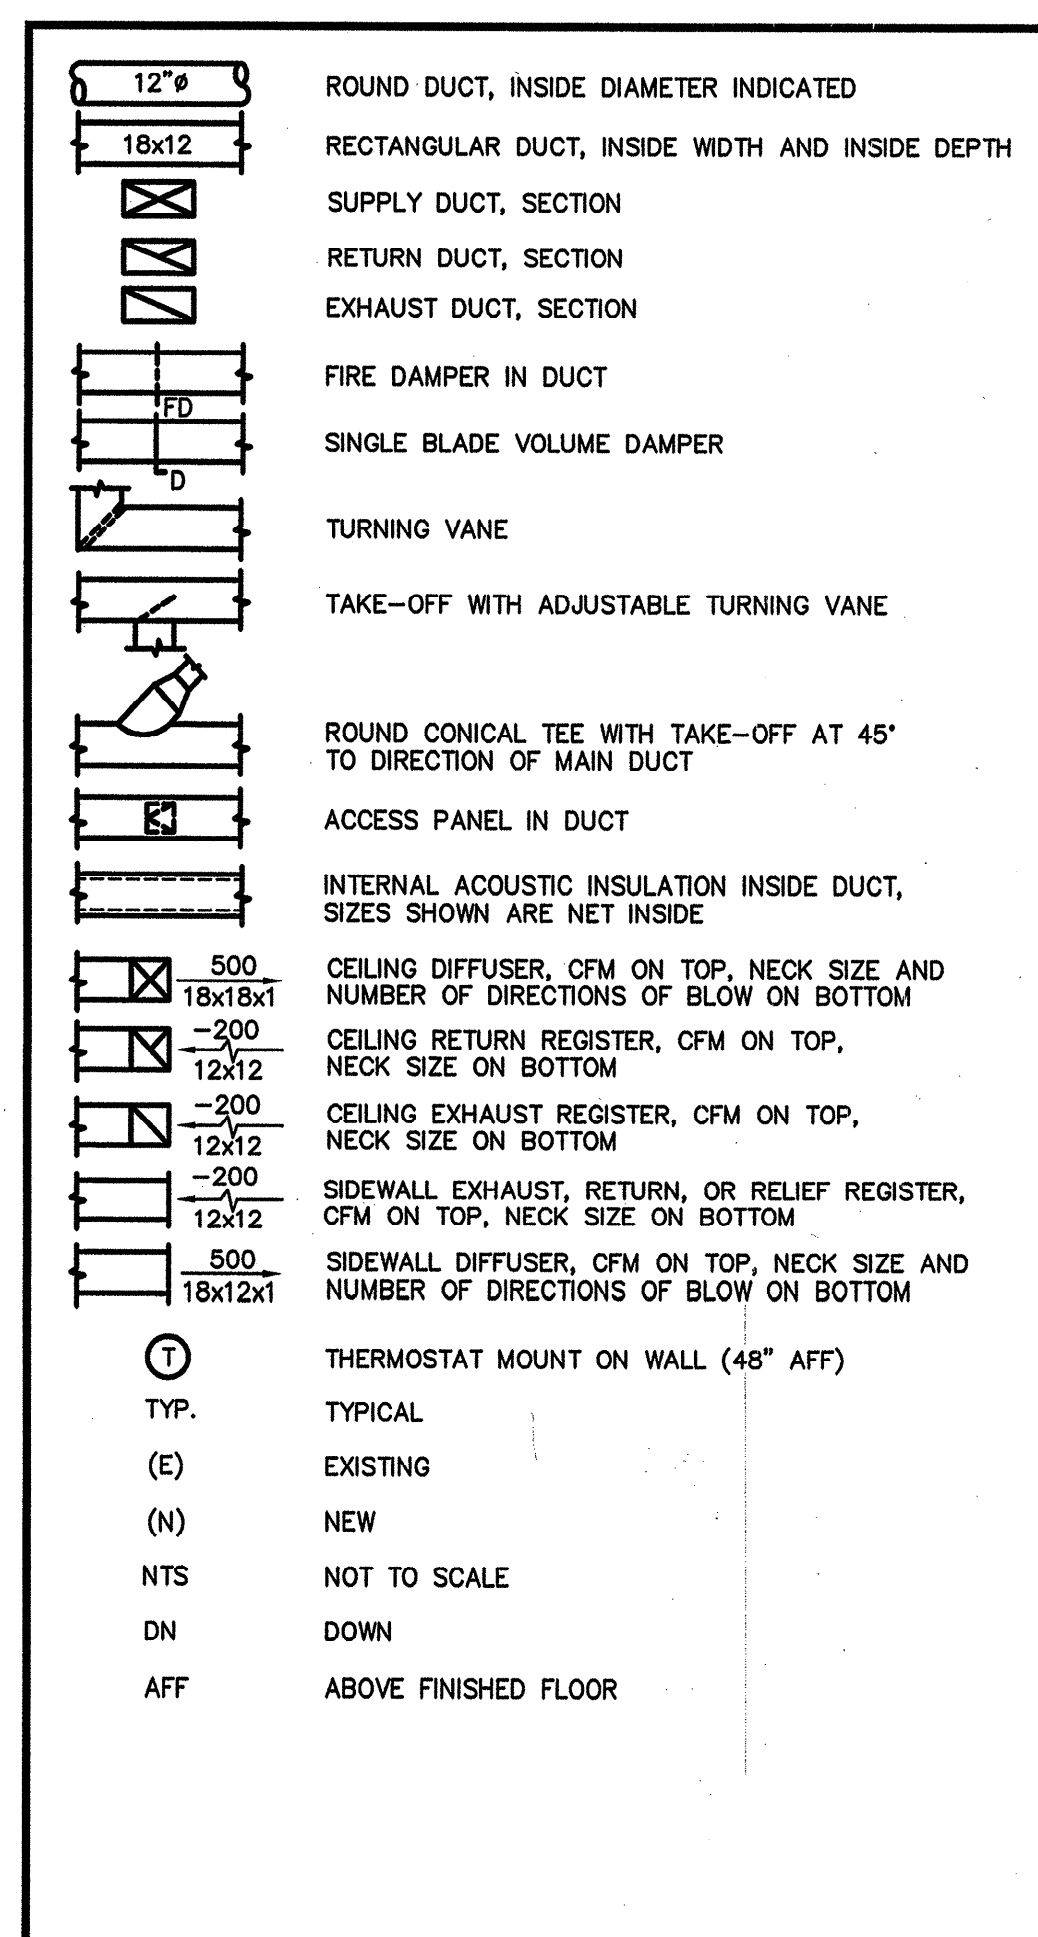 12"ø ROUND DUCT, INSIDE DIAMETER INDICATED
18x12 RECTANGULAR DUCT, INSIDE WIDTH AND INSIDE DEPTH
SUPPLY DUCT, SECTION
RETURN DUCT, SECTION
EXHAUST DUCT, SECTION
FIRE DAMPER IN DUCT
FD
SINGLE BLADE VOLUME DAMPER
D
TURNING VANE
TAKE-OFF WITH ADJUSTABLE TURNING VANE
ROUND CONICAL TEE WITH TAKE-OFF AT 45°
TO DIRECTION OF MAIN DUCT
ACCESS PANEL IN DUCT
INTERNAL ACOUSTIC INSULATION INSIDE DUCT,
SIZES SHOWN ARE NET INSIDE
500 CEILING DIFFUSER, CFM ON TOP, NECK SIZE AND
18x18x1 NUMBER OF DIRECTIONS OF BLOW ON BOTTOM
-200 CEILING RETURN REGISTER, CFM ON TOP,
12x12 NECK SIZE ON BOTTOM
-200 CEILING EXHAUST REGISTER, CFM ON TOP,
12x12 NECK SIZE ON BOTTOM
-200 SIDEWALL EXHAUST, RETURN, OR RELIEF REGISTER,
12x12 CFM ON TOP, NECK SIZE ON BOTTOM
500 SIDEWALL DIFFUSER, CFM ON TOP, NECK SIZE AND
18x12x1 NUMBER OF DIRECTIONS OF BLOW ON BOTTOM
T THERMOSTAT MOUNT ON WALL (48" AFF)
TYP. TYPICAL
(E) EXISTING
(N) NEW
NTS NOT TO SCALE
DN DOWN
AFF ABOVE FINISHED FLOOR